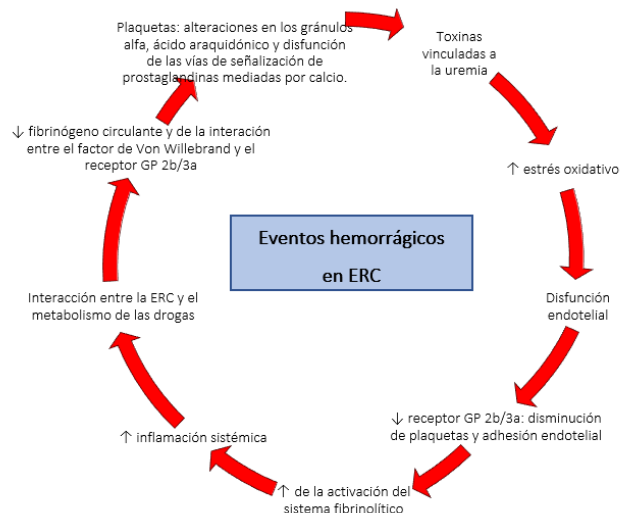 Plaquetas: alteraciones en los gránulos
alfa, ácido araquidónico y disfunción
de las vías de señalización de
prostaglandinas mediadas por calcio.
Toxinas
vinculadas a
la uremia
↑ estrés oxidativo
Disfunción
endotelial
↓ receptor GP 2b/3a: disminución
de plaquetas y adhesión endotelial
↑ de la activación del
sistema fibrinolítico
↑ inflamación sistémica
Interacción entre la ERC y el
metabolismo de las drogas
↓ fibrinógeno circulante y de la interación
entre el factor de Von Willebrand y el
receptor GP 2b/3a
Eventos hemorrágicos
en ERC